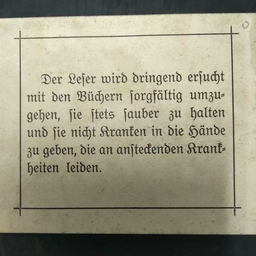 Der Leſer wird dringend erſucht
mit den Büchern ſorgfältig umzu-
gehen, ſie ſtets ſauber zu halten
und ſie nicht Kranken in die Hände
zu geben, die an anſteckenden Krank-
heiten leiden.